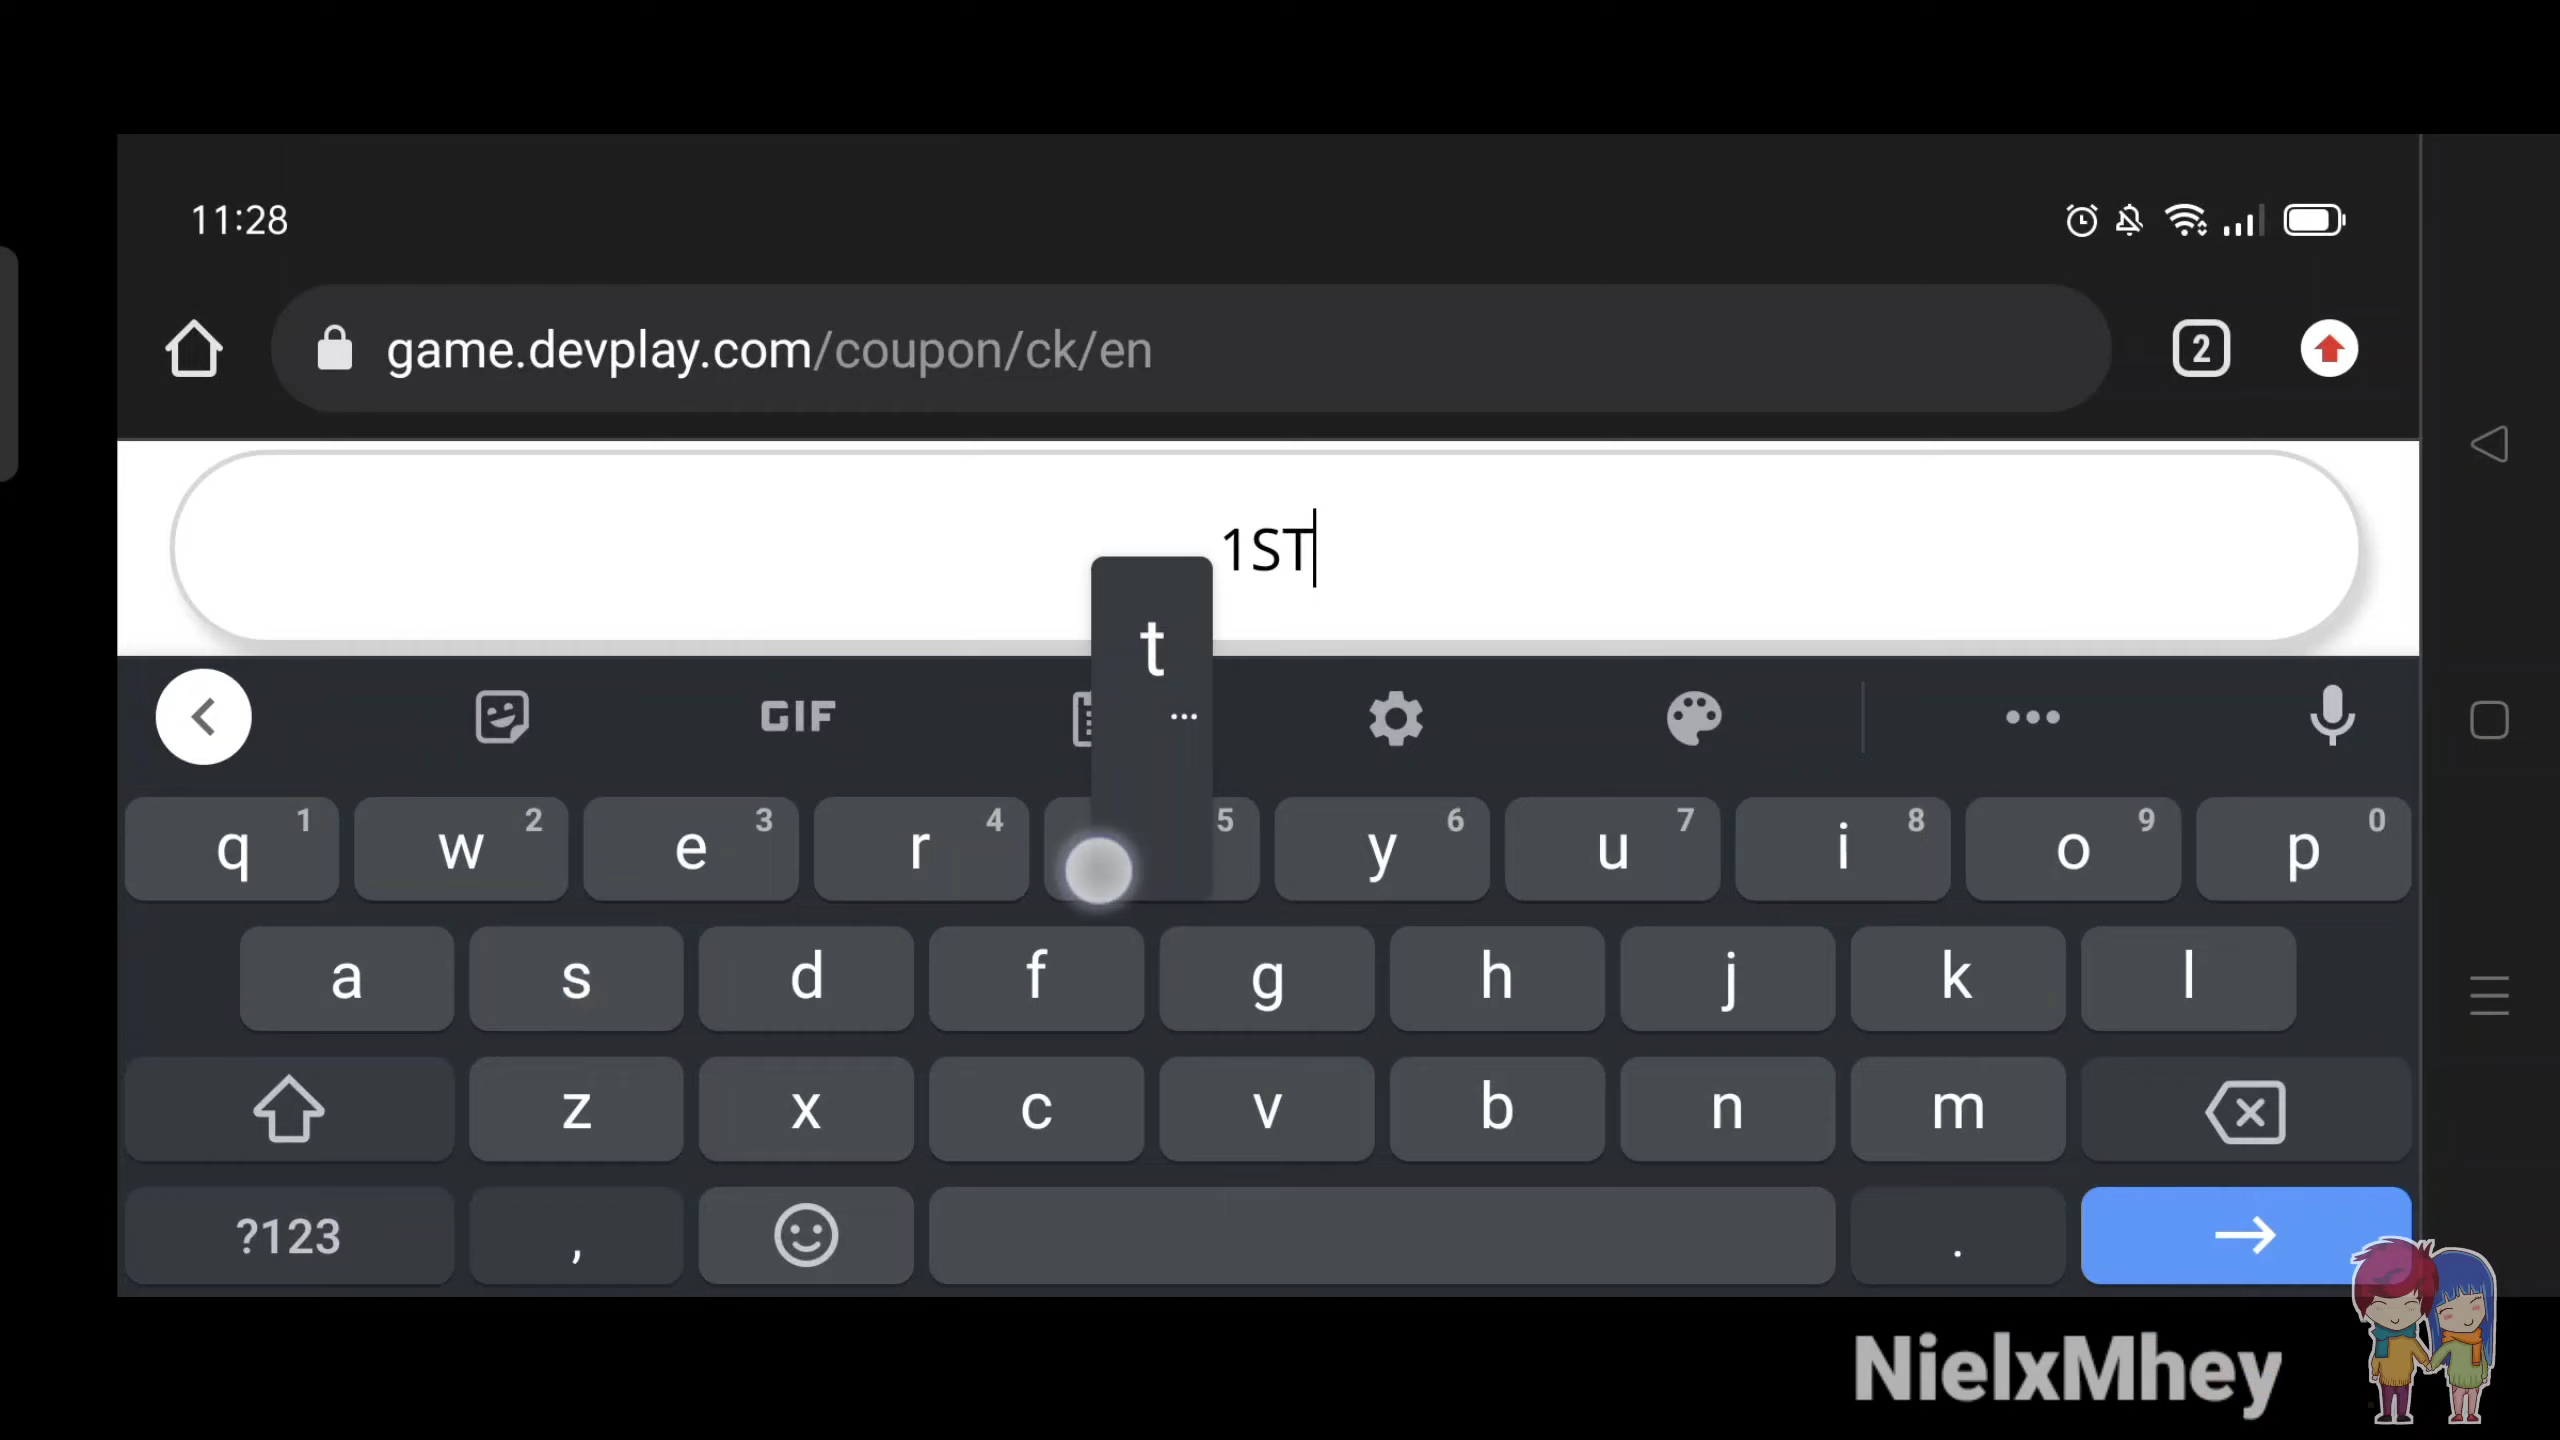 11:28
game.devplay.com/coupon/ck/en
2
1ST
t
...
GIF
q 1 w 2 e 3 r 4 5 y 6 u 7 i 8 o 9 p 0
a s d f g h j k l
z x c v b n m
?123 , .
NielxMhey